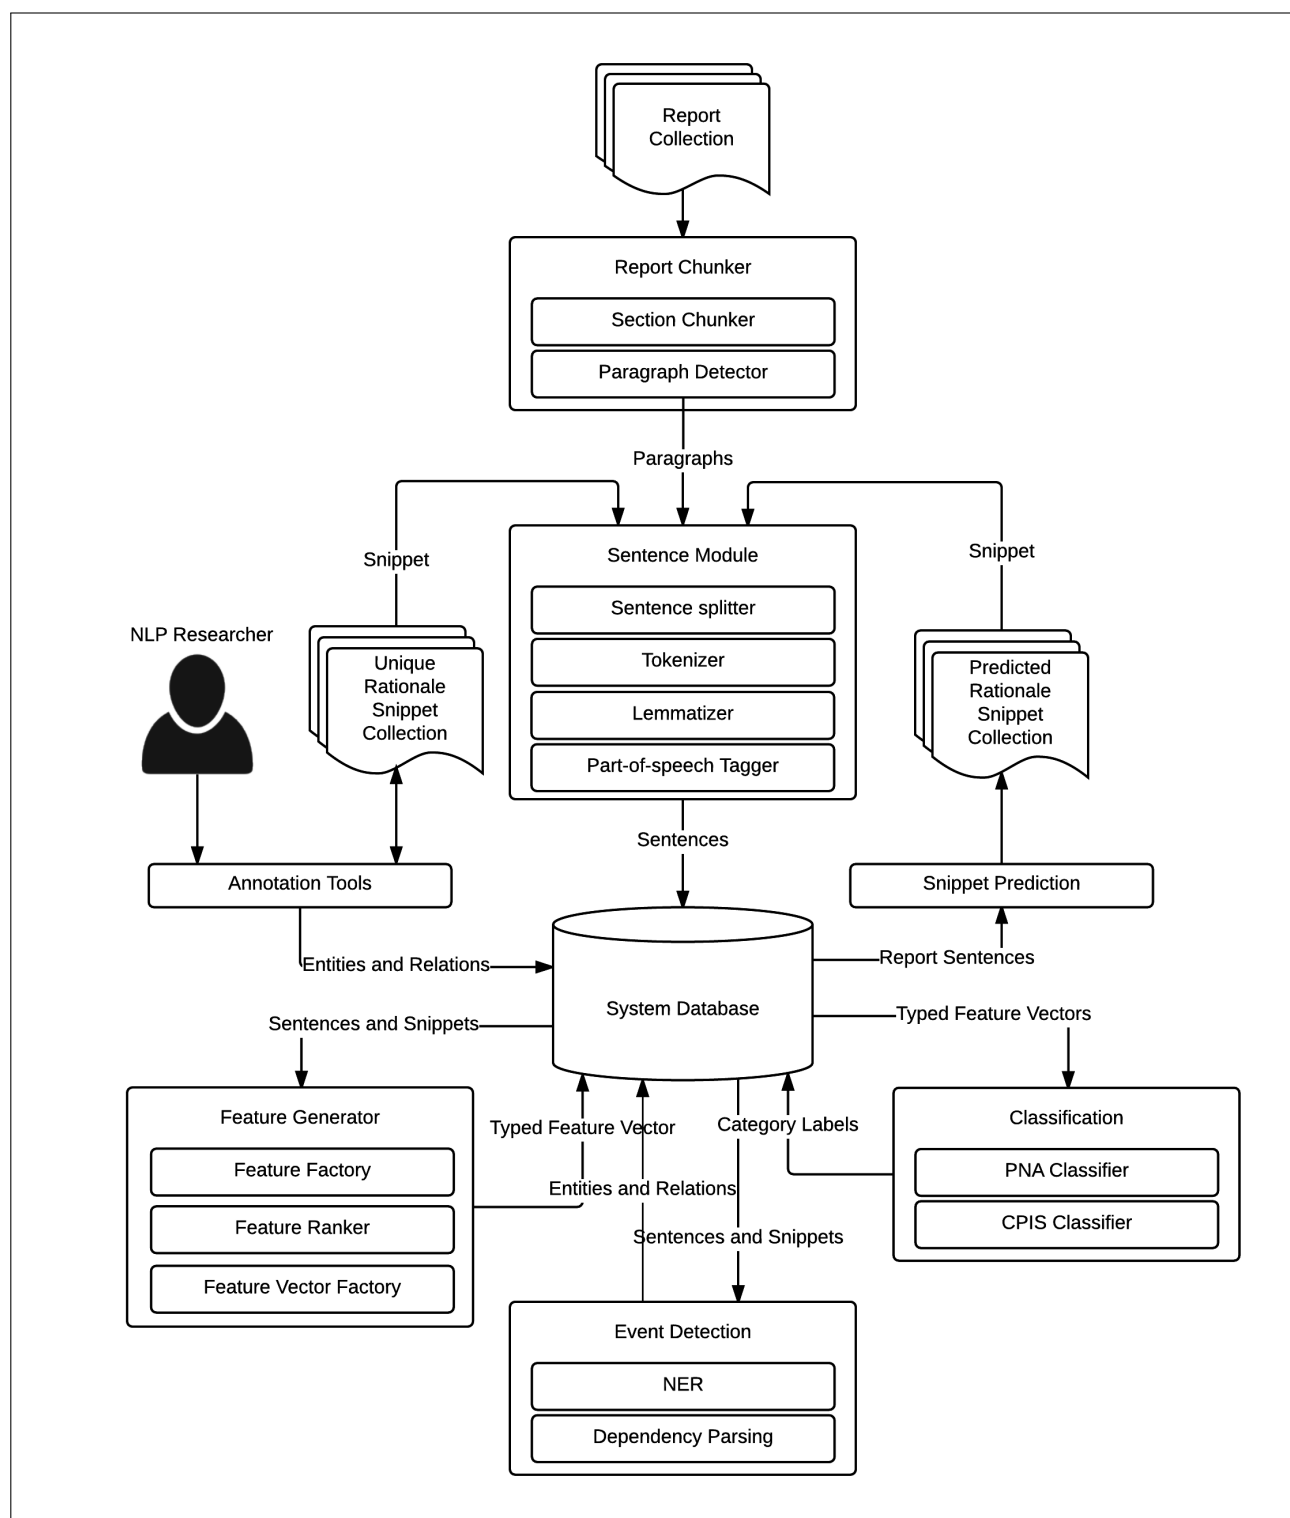 Report
Collection
Report Chunker
Section Chunker
Paragraph Detector
Paragraphs
Snippet
Snippet
Sentence Module
Sentence splitter
Tokenizer
Lemmatizer
Part-of-speech Tagger
NLP Researcher
Unique
Rationale
Snippet
Collection
Predicted
Rationale
Snippet
Collection
Sentences
Annotation Tools
Snippet Prediction
Entities and Relations
Report Sentences
System Database
Sentences and Snippets
Typed Feature Vectors
Feature Generator
Feature Factory
Feature Ranker
Feature Vector Factory
Typed Feature Vector
Category Labels
Entities and Relations
Sentences and Snippets
Classification
PNA Classifier
CPIS Classifier
Event Detection
NER
Dependency Parsing